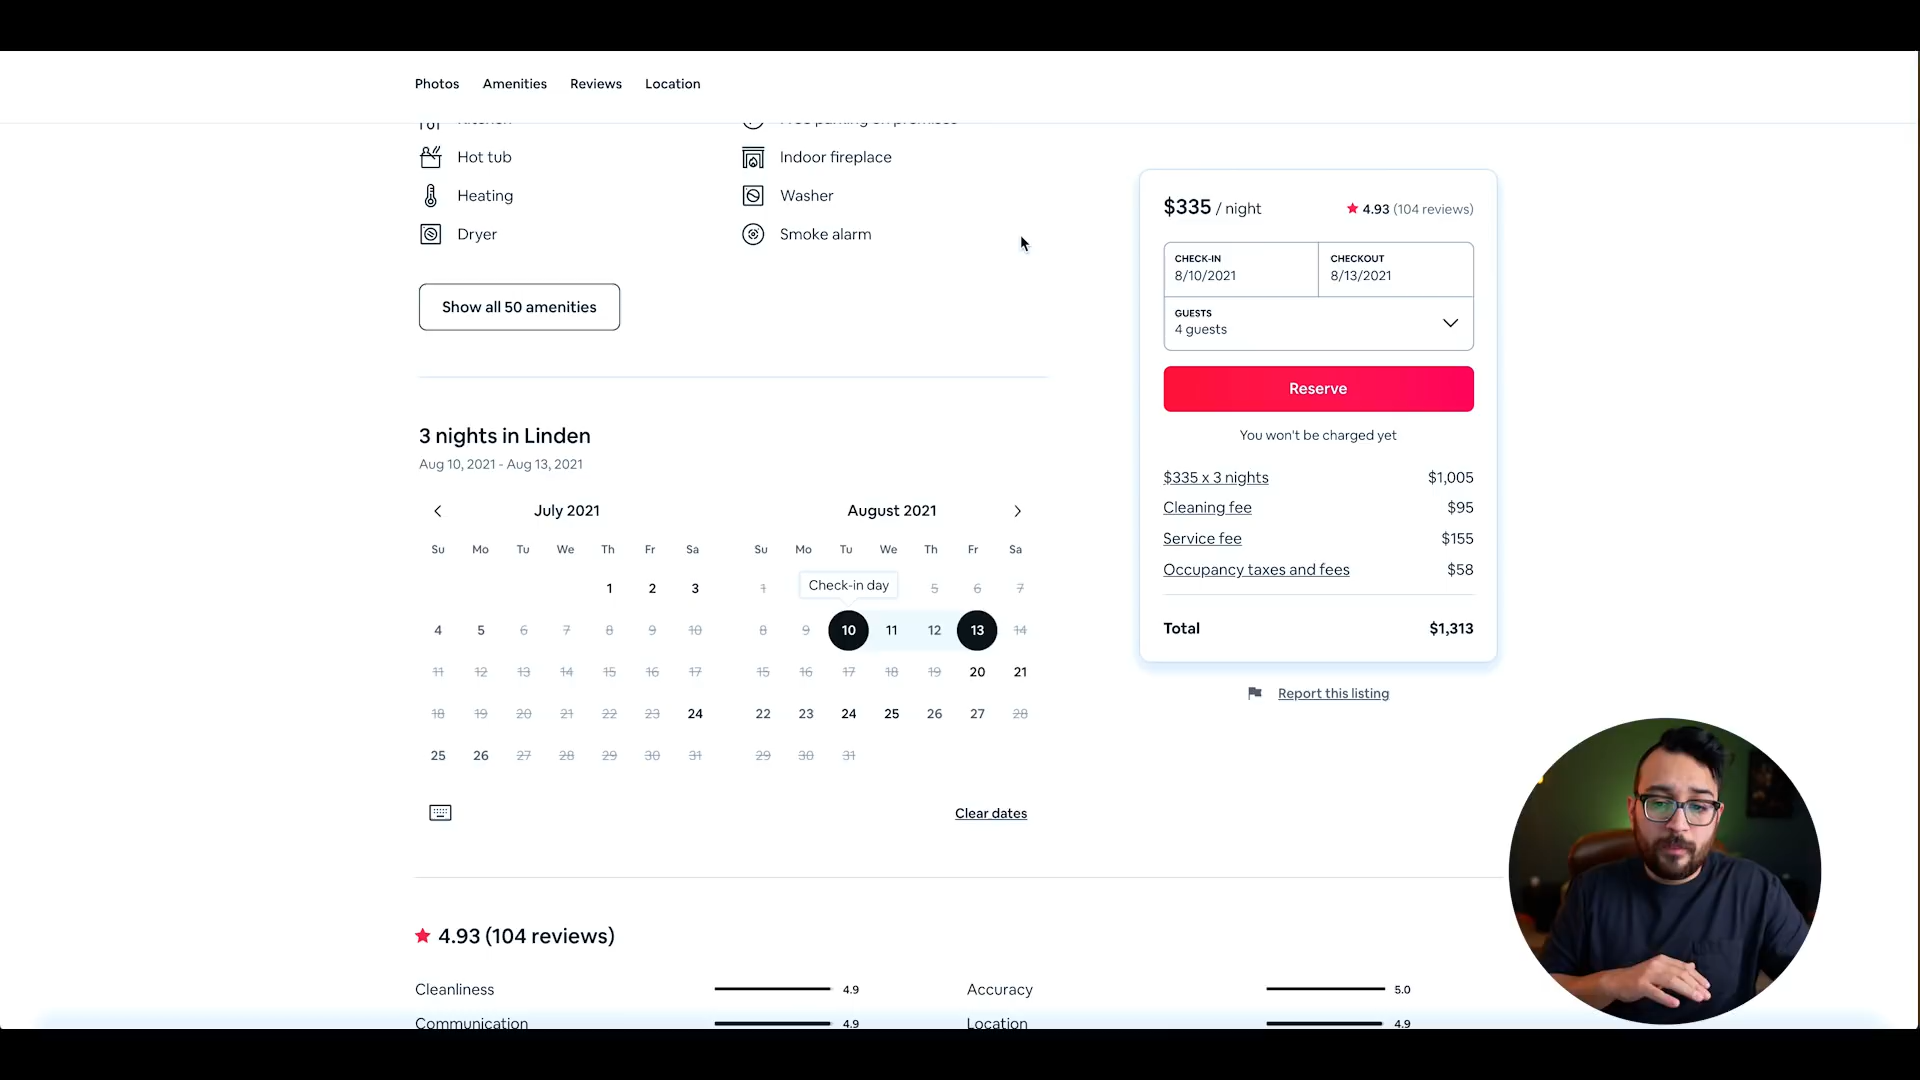 Photos Amenities Reviews Location
Kitchen Free parking on premises
Hot tub Indoor fireplace
Heating Washer
Dryer Smoke alarm
Show all 50 amenities
3 nights in Linden
Aug 10, 2021 - Aug 13, 2021
July 2021
Su Mo Tu We Th Fr Sa
1 2 3
4 5 6 7 8 9 10
11 12 13 14 15 16 17
18 19 20 21 22 23 24
25 26 27 28 29 30 31
August 2021
Su Mo Tu We Th Fr Sa
1 Check-in day 5 6 7
8 9 10 11 12 13 14
15 16 17 18 19 20 21
22 23 24 25 26 27 28
29 30 31
Clear dates
$335 / night 4.93 (104 reviews)
CHECK-IN CHECKOUT
8/10/2021 8/13/2021
GUESTS
4 guests
Reserve
You won't be charged yet
$335 x 3 nights $1,005
Cleaning fee $95
Service fee $155
Occupancy taxes and fees $58
Total $1,313
Report this listing
4.93 (104 reviews)
Cleanliness 4.9 Accuracy 5.0
Communication 4.9 Location 4.9